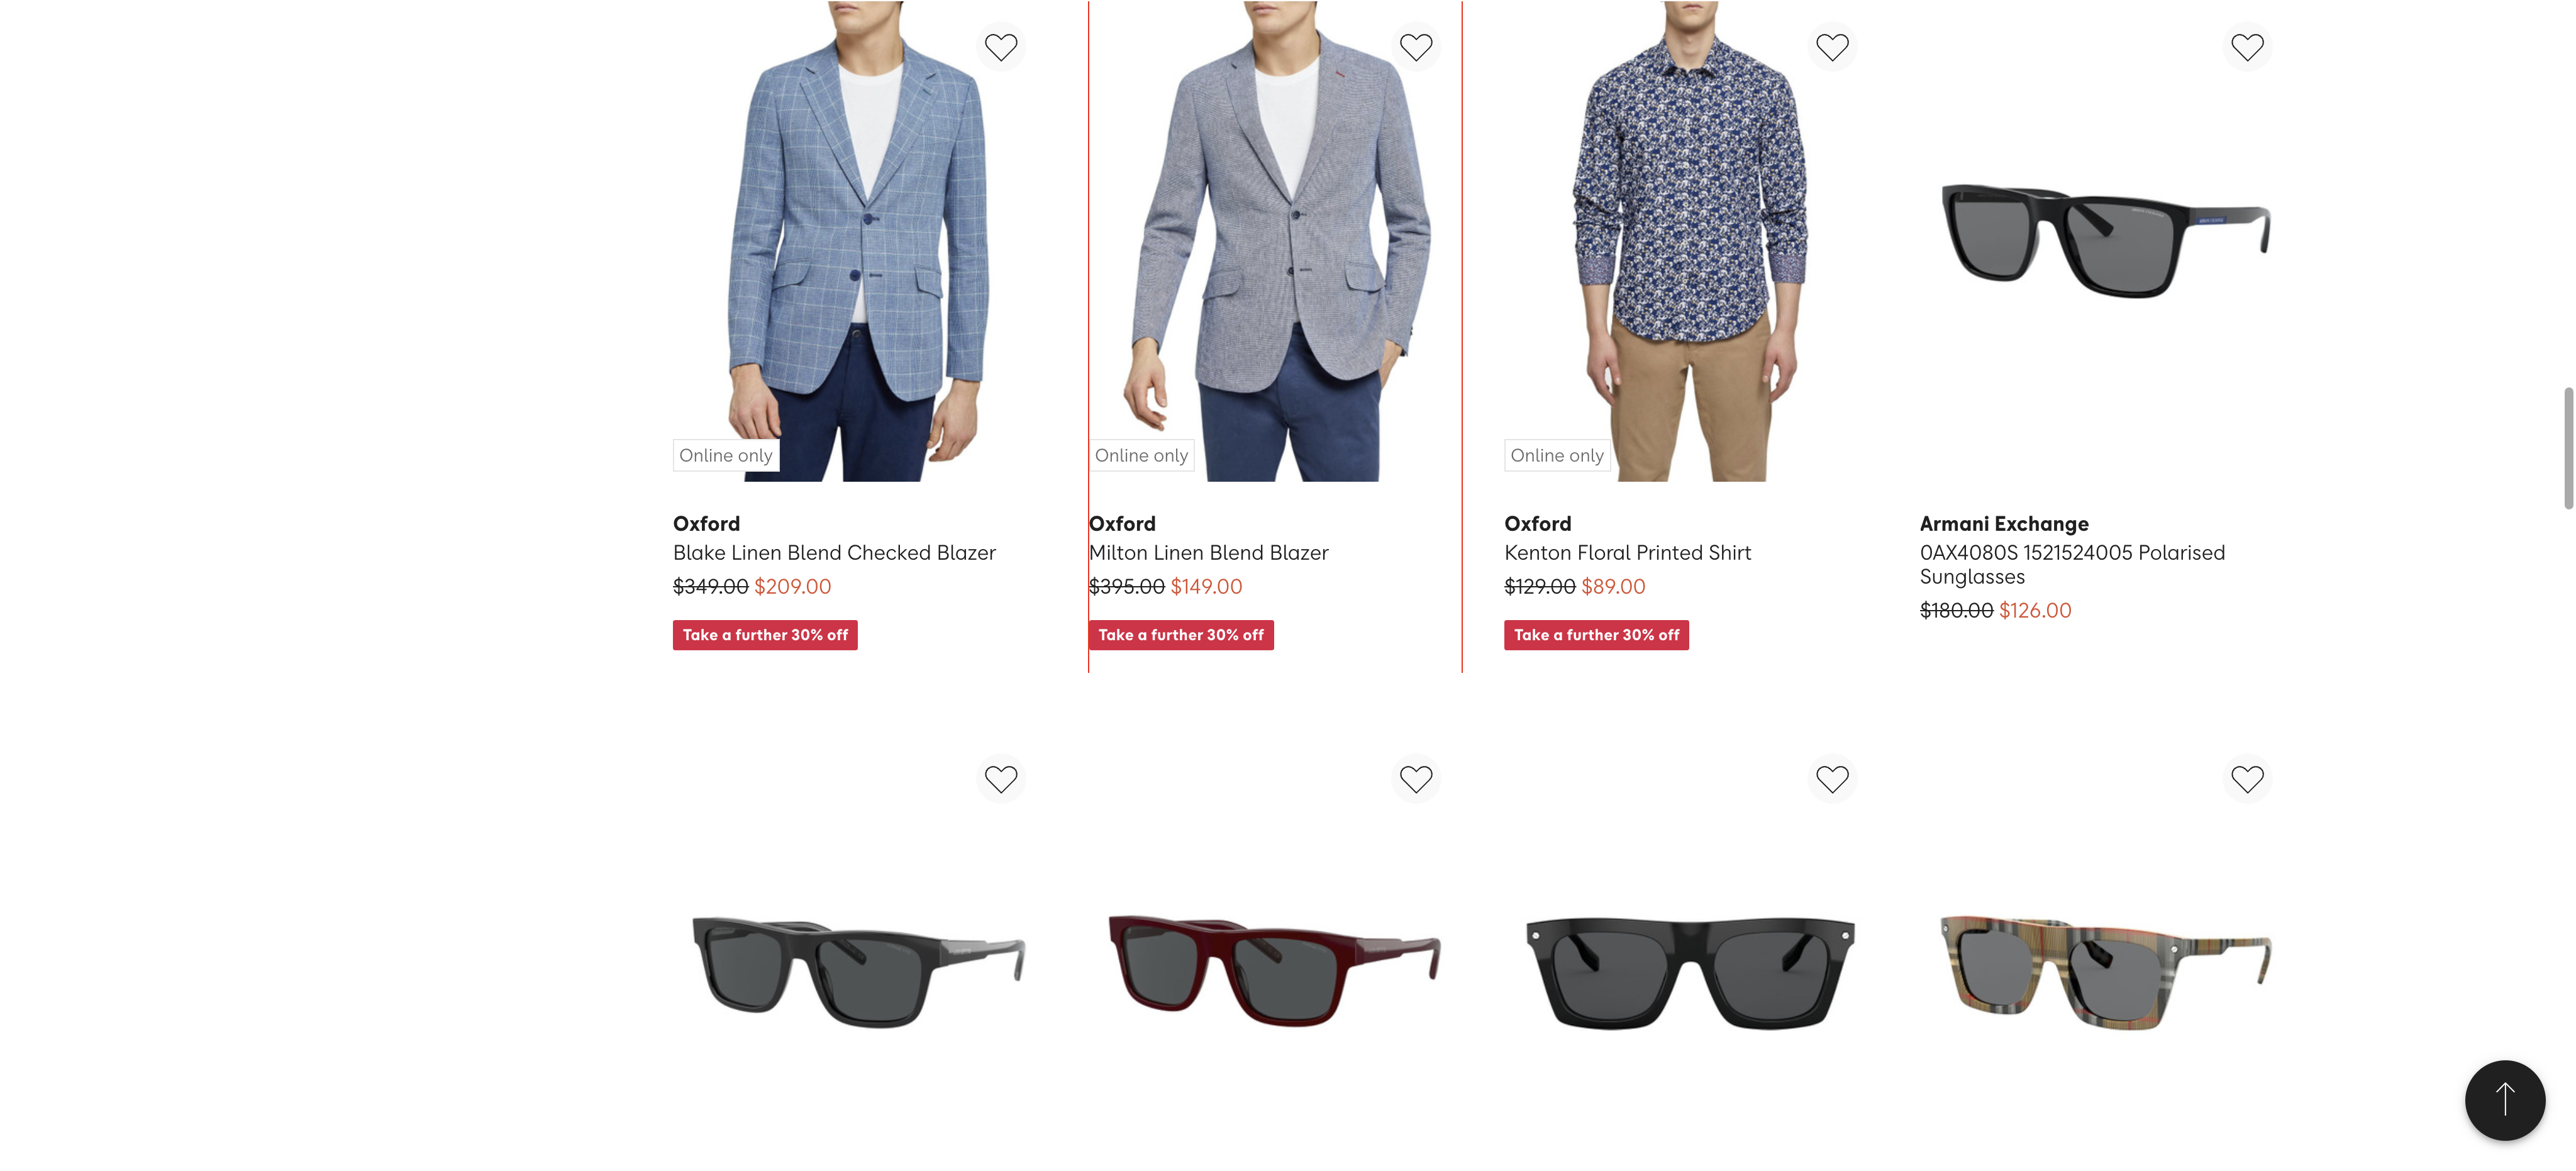 Online only
Online only
Online only
Oxford
Blake Linen Blend Checked Blazer
$349.00 $209.00
Take a further 30% off
Oxford
Milton Linen Blend Blazer
$395.00 $149.00
Take a further 30% off
Oxford
Kenton Floral Printed Shirt
$129.00 $89.00
Take a further 30% off
Armani Exchange
0AX4080S 1521524005 Polarised
Sunglasses
$180.00 $126.00